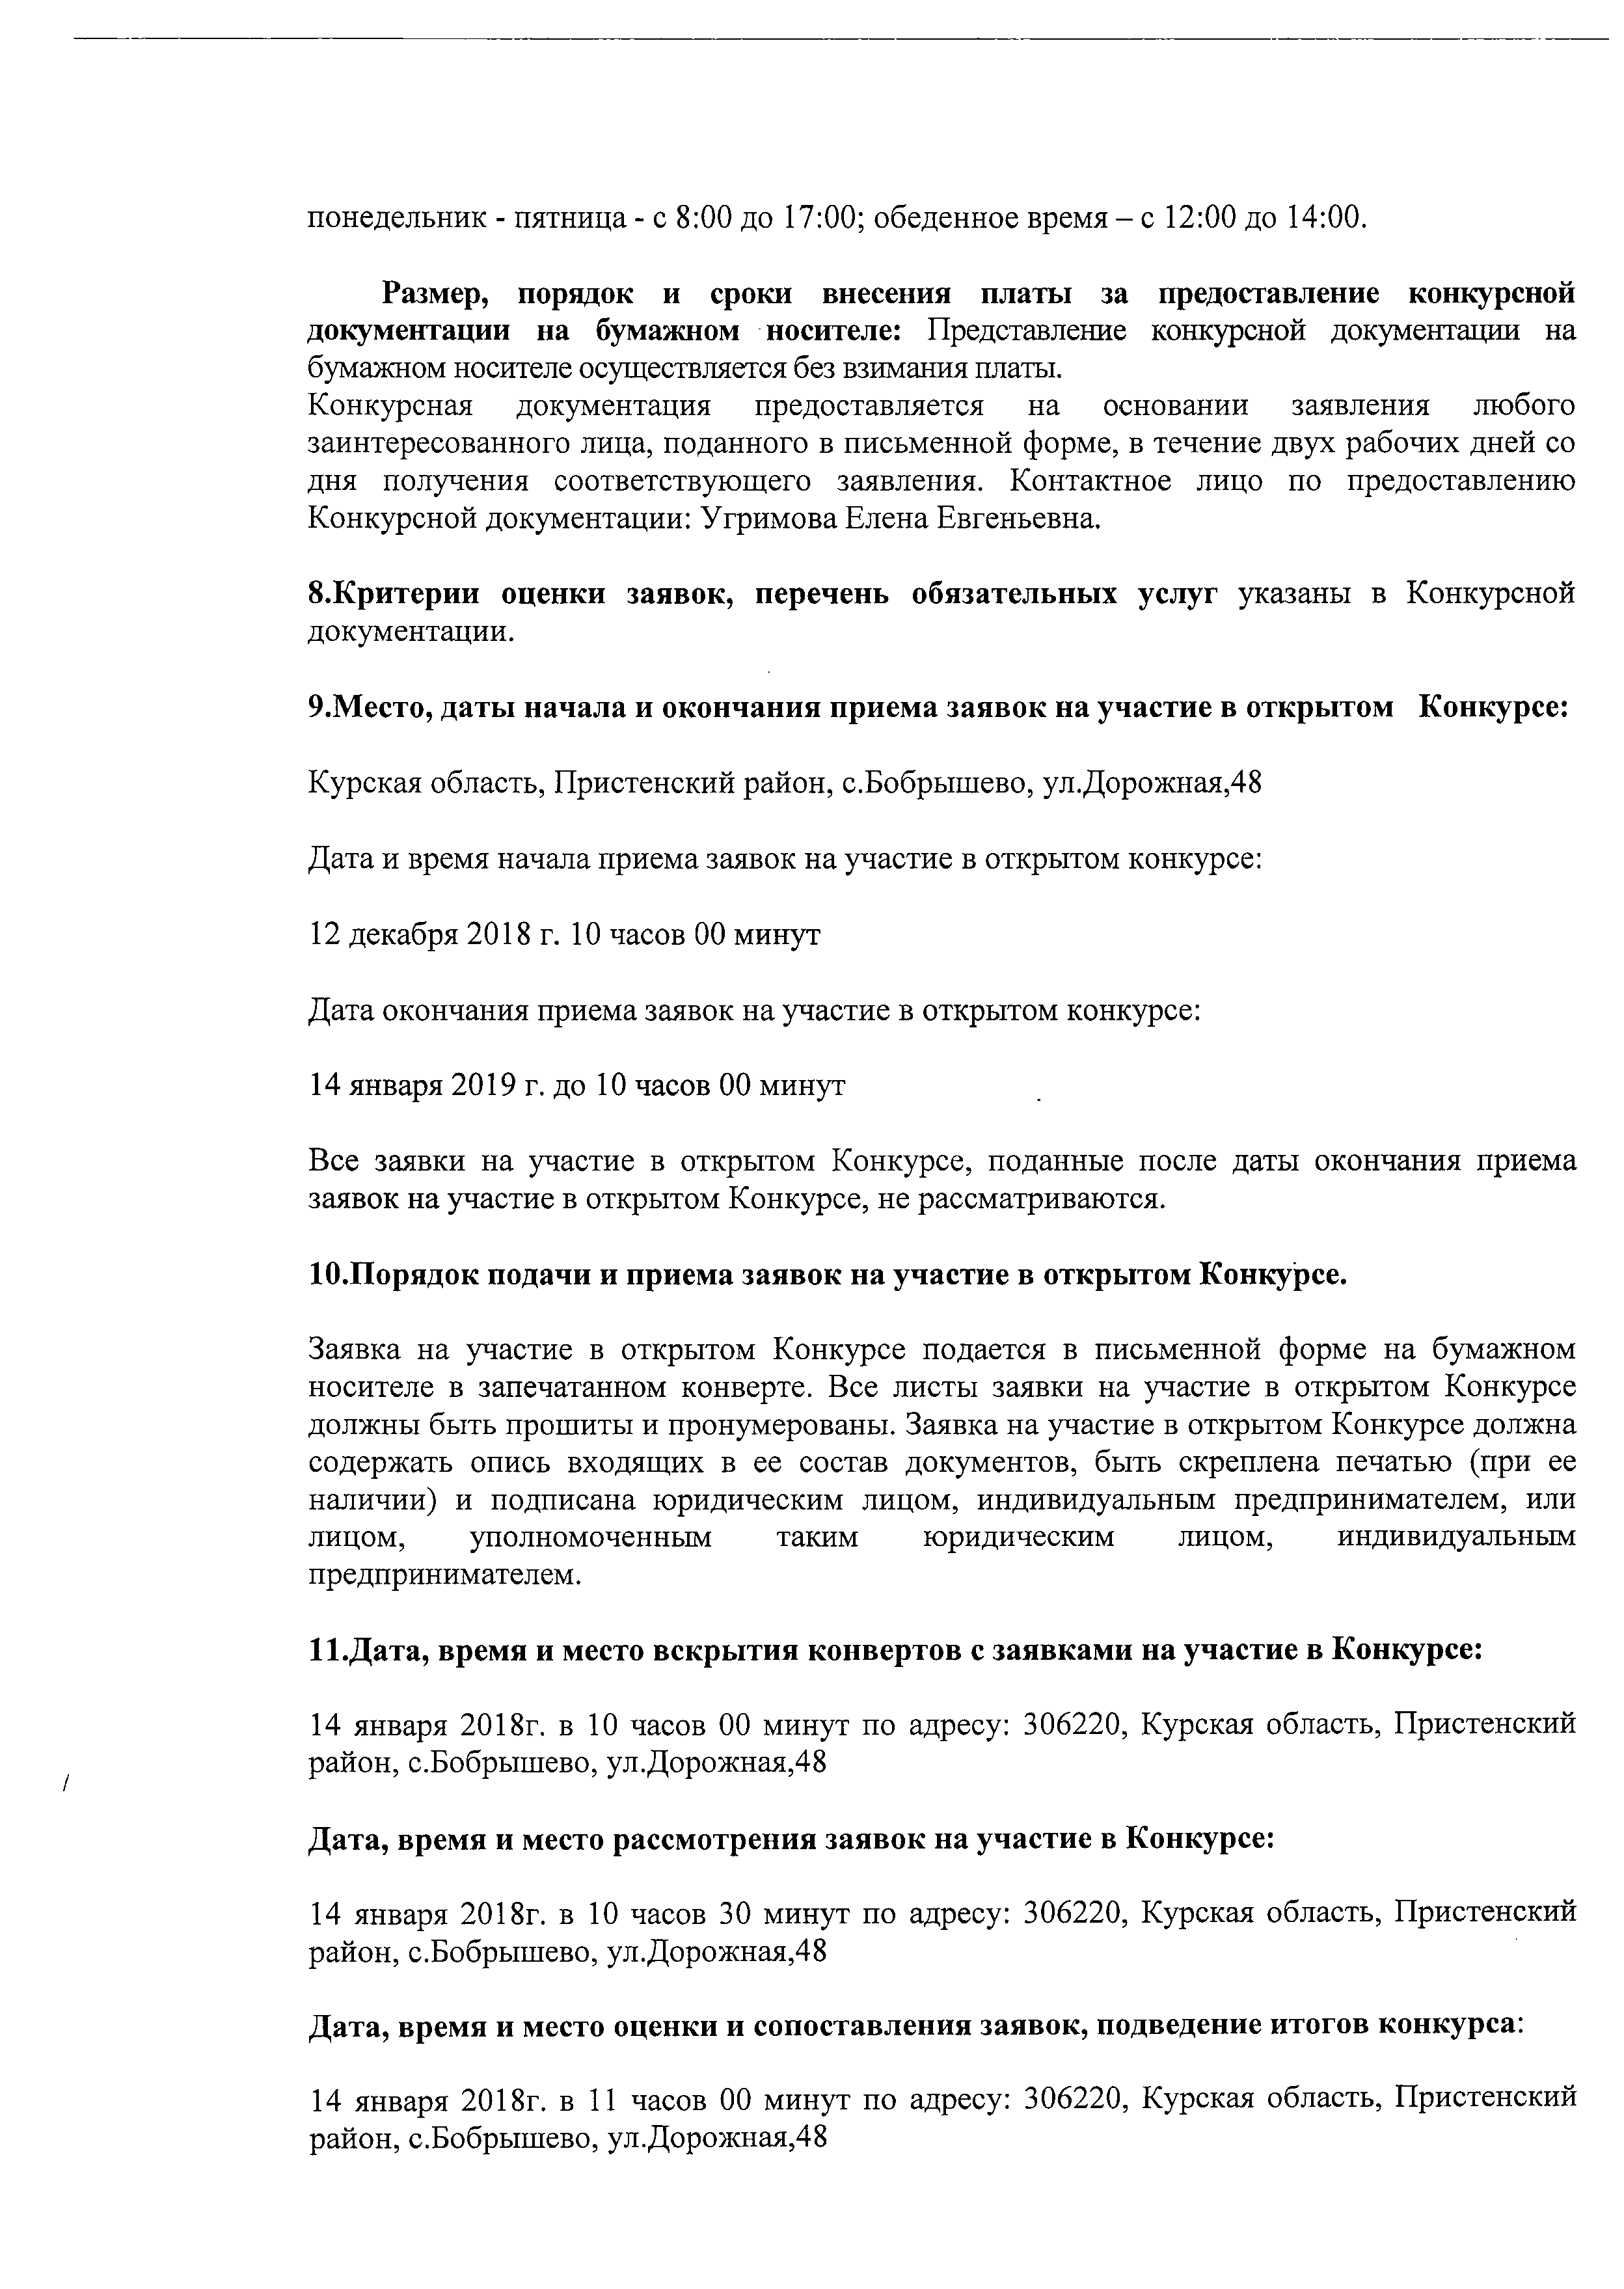 понедельник - пятница - с 8:00 до 17:00; обеденное время – с 12:00 до 14:00.
Размер, порядок и сроки внесения платы за предоставление конкурсной
документации на бумажном носителе: Представление конкурсной документации на
бумажном носителе осуществляется без взимания платы.
Конкурсная документация предоставляется на основании заявления любого
заинтересованного лица, поданного в письменной форме, в течение двух рабочих дней со
дня получения соответствующего заявления. Контактное лицо по предоставлению
Конкурсной документации: Угримова Елена Евгеньевна.
8.Критерии оценки заявок, перечень обязательных услуг указаны в Конкурсной
документации.
9.Место, даты начала и окончания приема заявок на участие в открытом Конкурсе:
Курская область, Пристенский район, с.Бобрышево, ул.Дорожная,48
Дата и время начала приема заявок на участие в открытом конкурсе:
12 декабря 2018 г. 10 часов 00 минут
Дата окончания приема заявок на участие в открытом конкурсе:
14 января 2019 г. до 10 часов 00 минут
Все заявки на участие в открытом Конкурсе, поданные после даты окончания приема
заявок на участие в открытом Конкурсе, не рассматриваются.
10.Порядок подачи и приема заявок на участие в открытом Конкурсе.
Заявка на участие в открытом Конкурсе подается в письменной форме на бумажном
носителе в запечатанном конверте. Все листы заявки на участие в открытом Конкурсе
должны быть прошиты и пронумерованы. Заявка на участие в открытом Конкурсе должна
содержать опись входящих в ее состав документов, быть скреплена печатью (при ее
наличии) и подписана юридическим лицом, индивидуальным предпринимателем, или
лицом, уполномоченным таким юридическим лицом, индивидуальным
предпринимателем.
11.Дата, время и место вскрытия конвертов с заявками на участие в Конкурсе:
14 января 2018г. в 10 часов 00 минут по адресу: 306220, Курская область, Пристенский
район, с.Бобрышево, ул.Дорожная,48
Дата, время и место рассмотрения заявок на участие в Конкурсе:
14 января 2018г. в 10 часов 30 минут по адресу: 306220, Курская область, Пристенский
район, с.Бобрышево, ул.Дорожная,48
Дата, время и место оценки и сопоставления заявок, подведение итогов конкурса:
14 января 2018г. в 11 часов 00 минут по адресу: 306220, Курская область, Пристенский
район, с.Бобрышево, ул.Дорожная,48